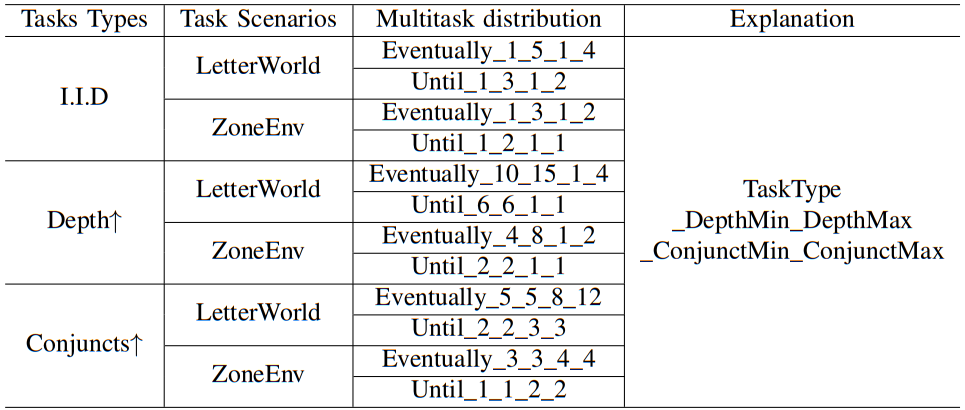 Tasks Types Task Scenarios Multitask distribution Explanation
I.I.D
LetterWorld
Eventually_1_5_1_4
Until_1_3_1_2
ZoneEnv
Eventually_1_3_1_2
Until_1_2_1_1
Depth↑
LetterWorld
Eventually_10_15_1_4
Until_6_6_1_1
ZoneEnv
Eventually_4_8_1_2
Until_2_2_1_1
Conjuncts↑
LetterWorld
Eventually_5_5_8_12
Until_2_2_3_3
ZoneEnv
Eventually_3_3_4_4
Until_1_1_2_2
TaskType
_DepthMin_DepthMax
_ConjunctMin_ConjunctMax